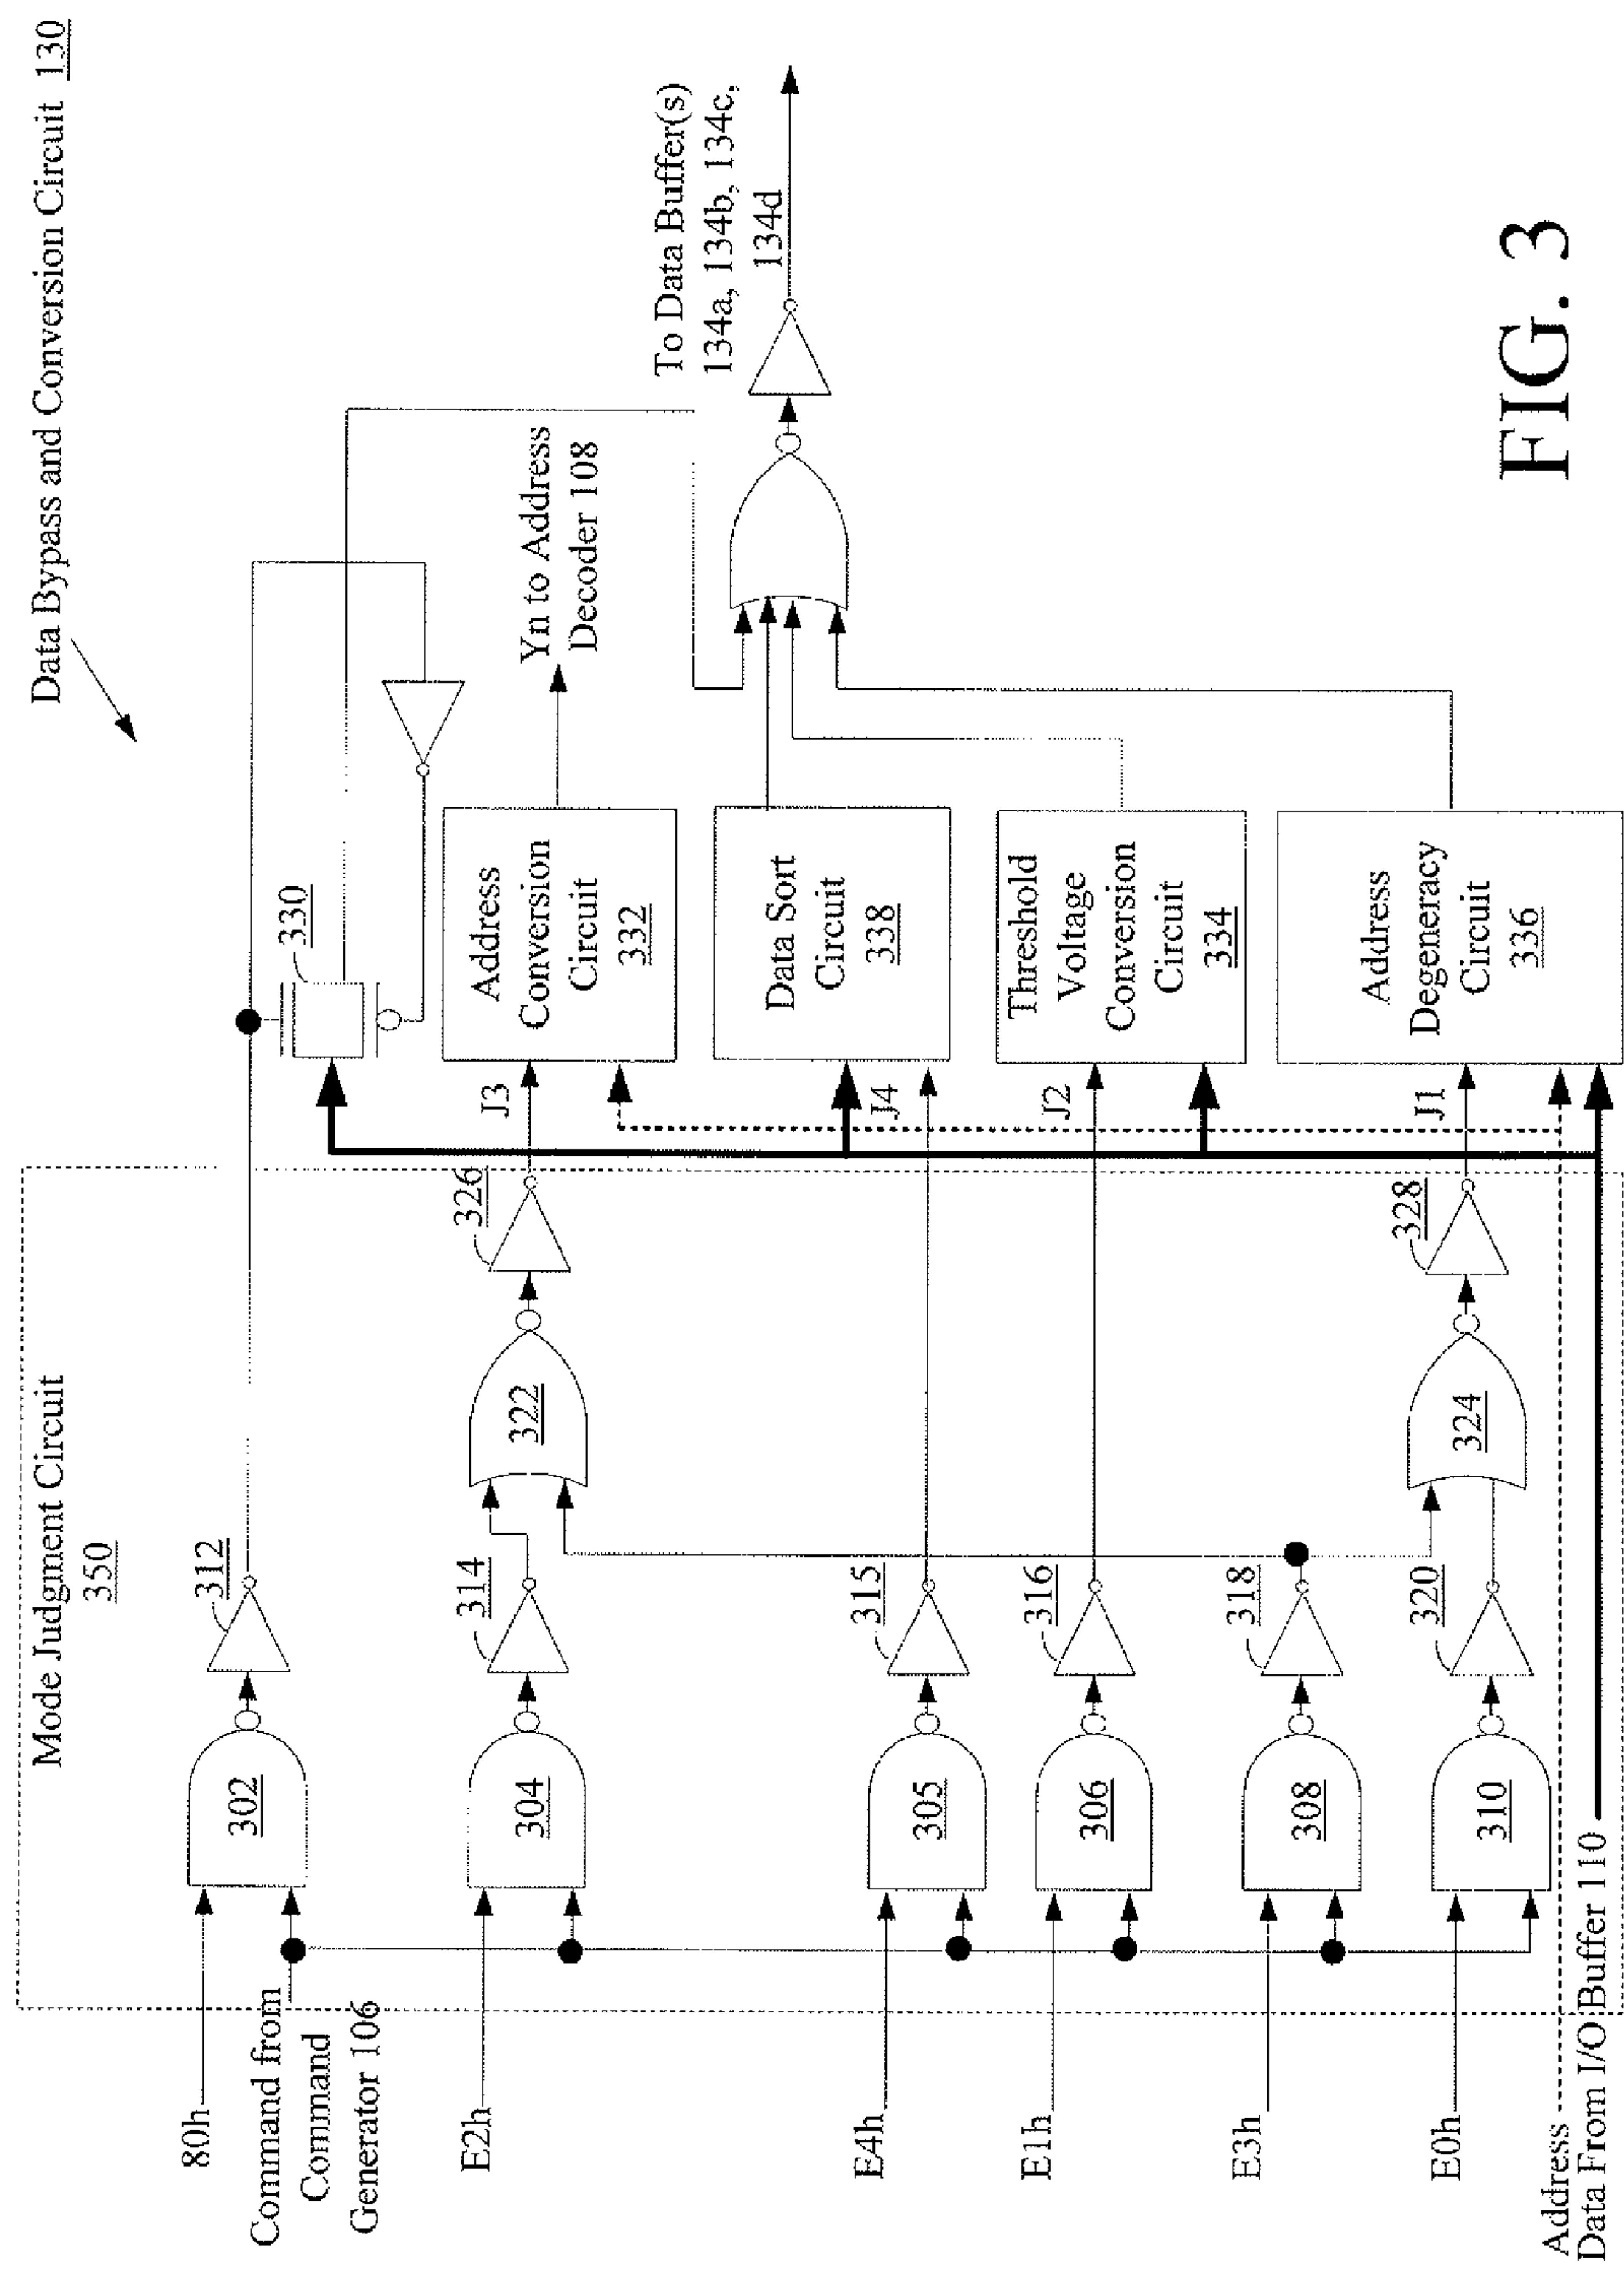 Data Bypass and Conversion Circuit 130
Mode Judgment Circuit
350
80h
Command from
Command
Generator 106
302
312
330
E2h
304
314
322
326
J3
Address
Conversion
Circuit
332
Yn to Address
Decoder 108
To Data Buffer(s)
134a, 134b, 134c,
134d
E4h
305
315
J4
Data Sort
Circuit
338
E1h
306
316
J2
Threshold
Voltage
Conversion
Circuit
334
E3h
308
318
E0h
310
320
324
328
J1
Address
Degeneracy
Circuit
336
Address
Data From I/O Buffer 110
FIG. 3